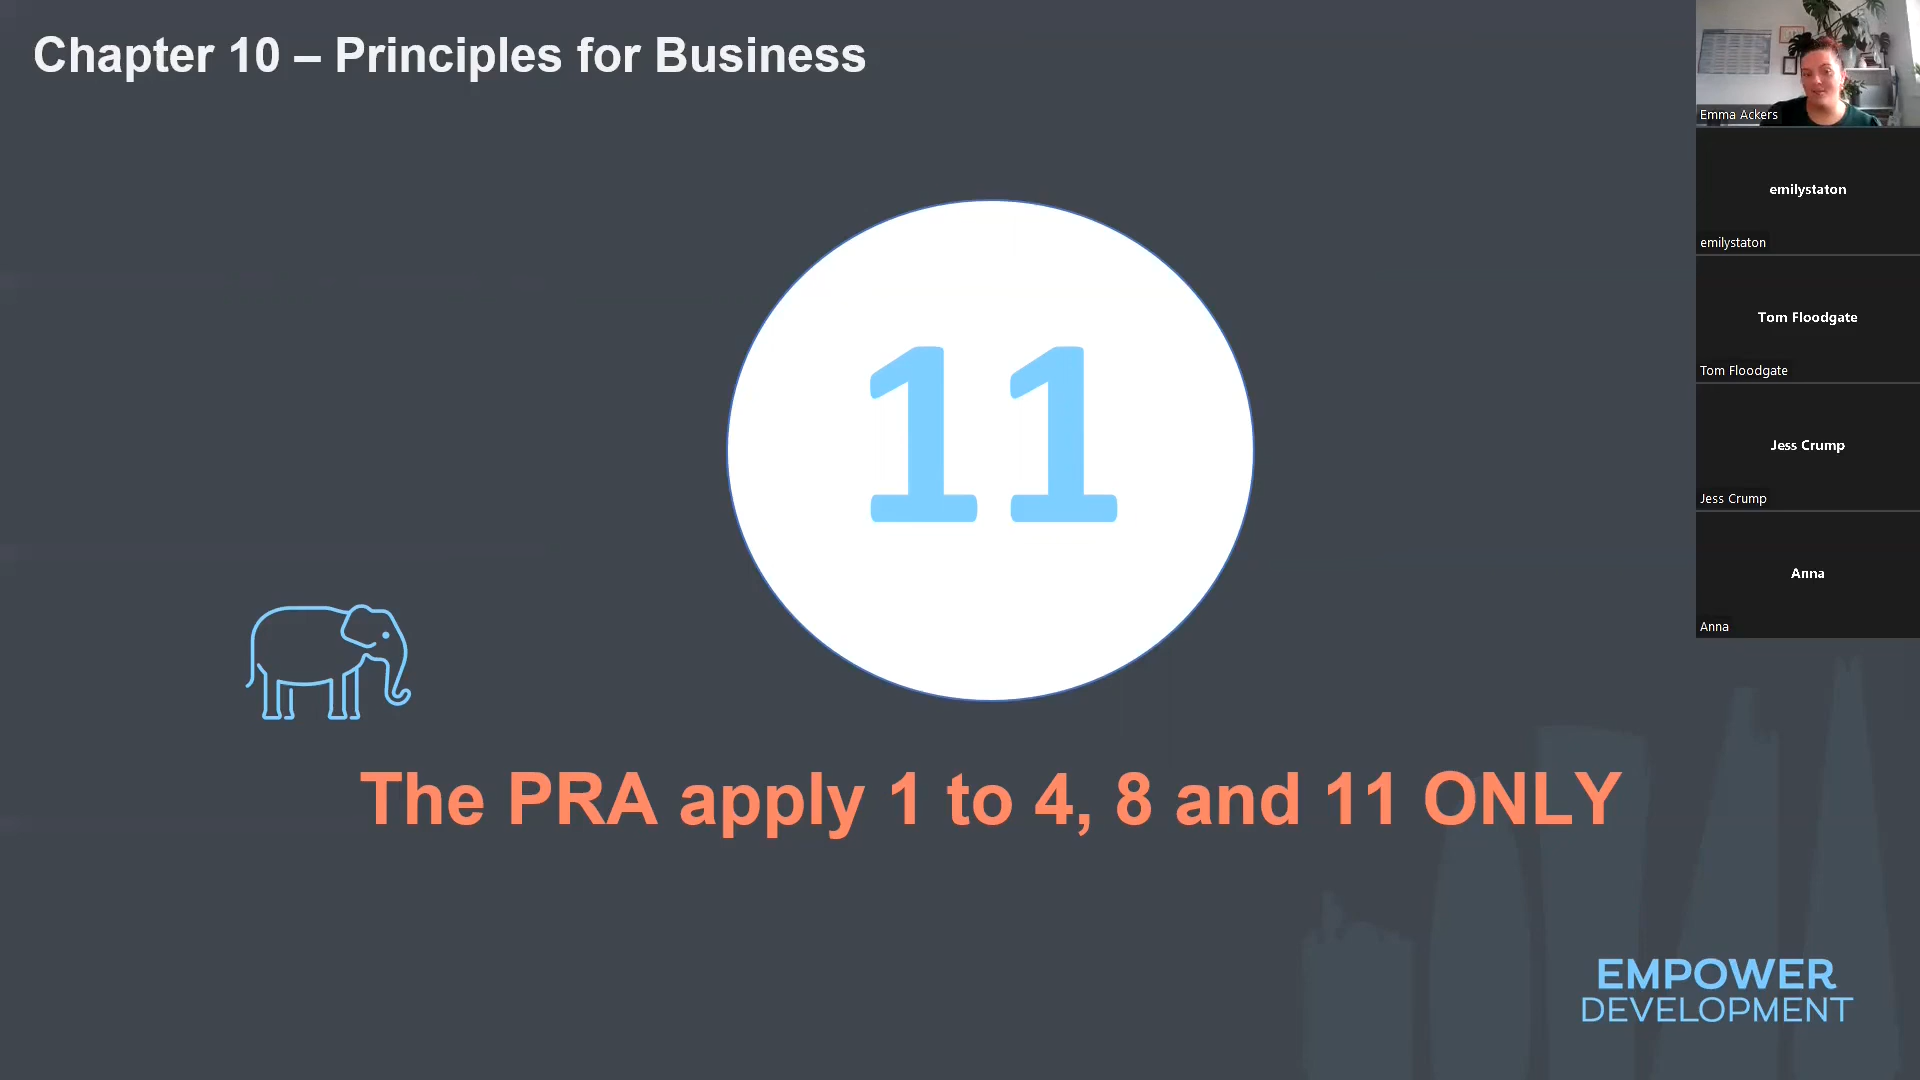 Chapter 10 – Principles for Business
11
The PRA apply 1 to 4, 8 and 11 ONLY
EMPOWER
DEVELOPMENT
Emma Ackers
emilystaton
emilystaton
Tom Floodgate
Tom Floodgate
Jess Crump
Jess Crump
Anna
Anna